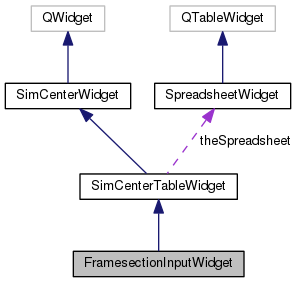 QWidget
QTableWidget
SimCenterWidget
SpreadsheetWidget
theSpreadsheet
SimCenterTableWidget
FramesectionInputWidget